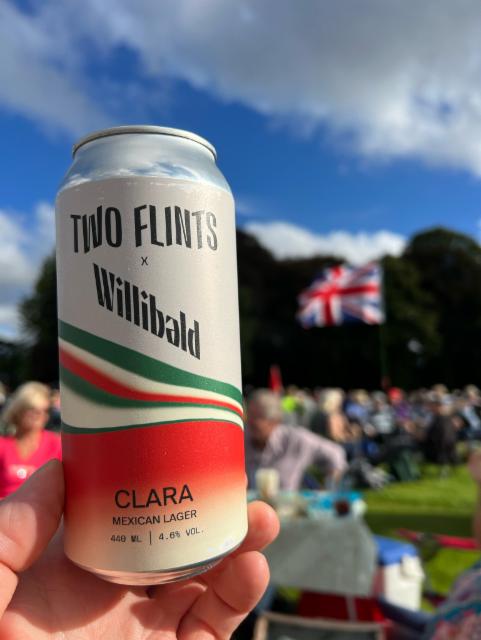 TWO FLINTS
x
Willibald
CLARA
MEXICAN LAGER
440 ML | 4.6% VOL.